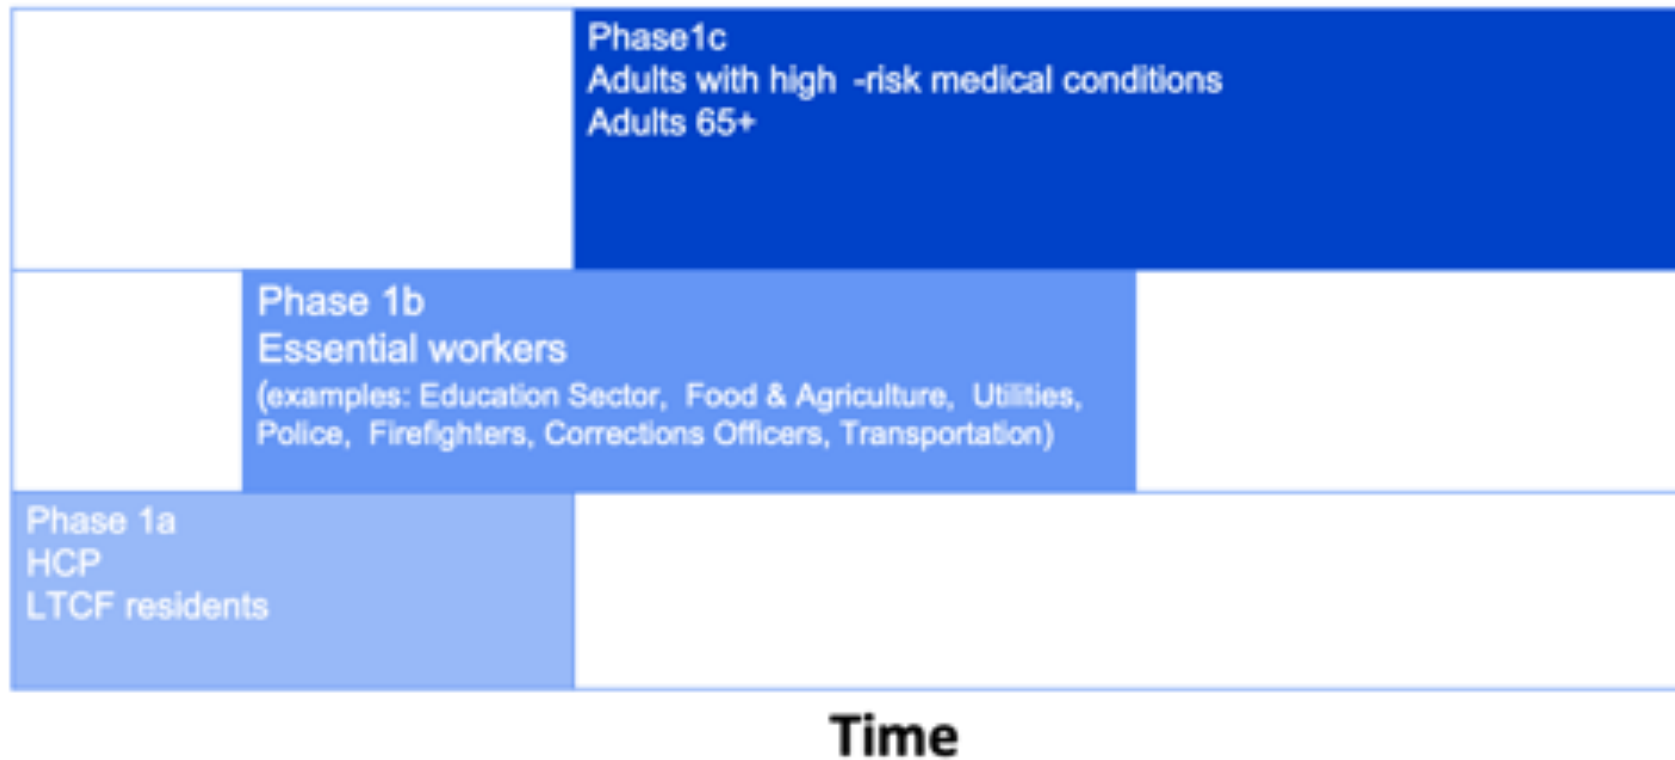 Phase1c
Adults with high -risk medical conditions
Adults 65+
Phase 1b
Essential workers
(examples: Education Sector, Food & Agriculture, Utilities,
Police, Firefighters, Corrections Officers, Transportation)
Phase 1a
HCP
LTCF residents
Time